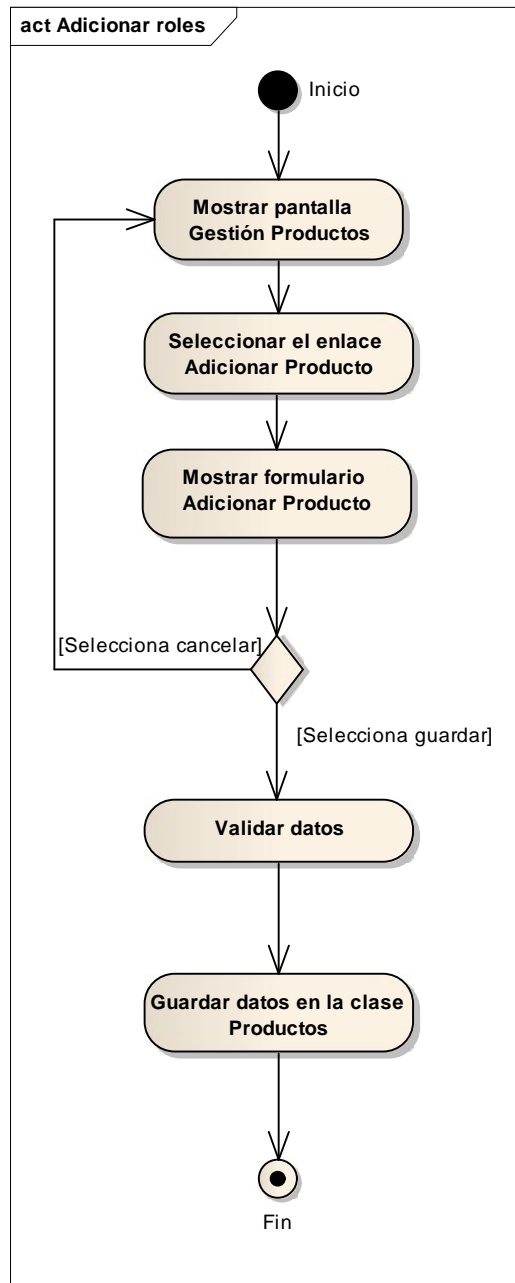 act Adicionar roles
Inicio
Mostrar pantalla
Gestión Productos
Seleccionar el enlace
Adicionar Producto
Mostrar formulario
Adicionar Producto
[Selecciona cancelar]
[Selecciona guardar]
Validar datos
Guardar datos en la clase
Productos
Fin